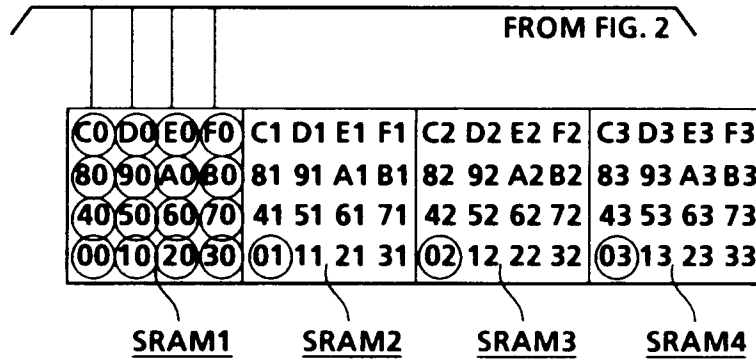 FROM FIG. 2
C0 D0 E0 F0 C1 D1 E1 F1 C2 D2 E2 F2 C3 D3 E3 F3
80 90 A0 B0 81 91 A1 B1 82 92 A2 B2 83 93 A3 B3
40 50 60 70 41 51 61 71 42 52 62 72 43 53 63 73
00 10 20 30 01 11 21 31 02 12 22 32 03 13 23 33
SRAM1 SRAM2 SRAM3 SRAM4